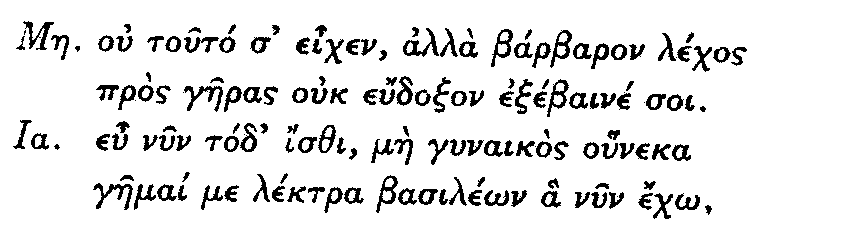 Μη. οὐ τοῦτό σ’ εἶχεν, ἀλλὰ βάρβαρον λέχος
πρὸς γῆρας οὐκ εὔδοξον ἐξέβαινέ σοι.
Ια. εὖ νῦν τόδ’ ἴσθι, μὴ γυναικὸς οὕνεκα
γῆμαί με λέκτρα βασιλέων ἃ νῦν ἔχω,